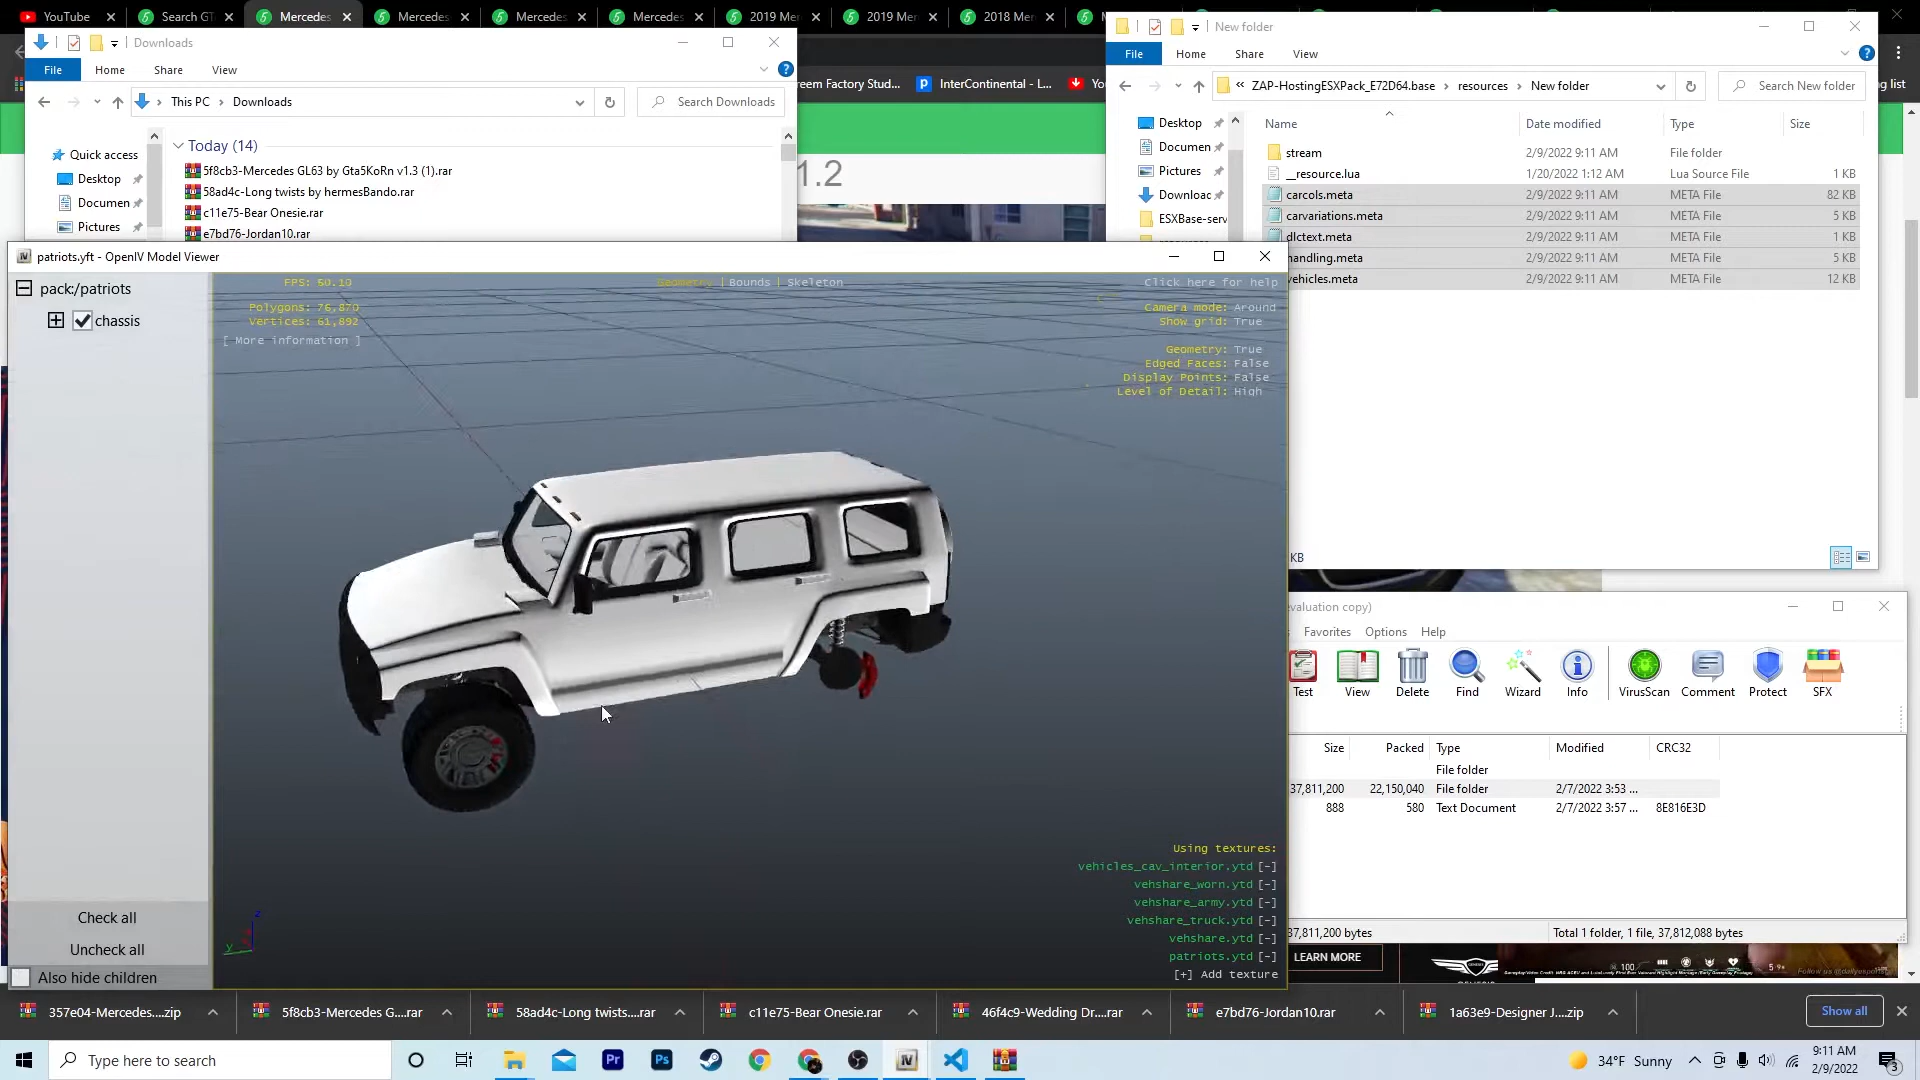 YouTube
Search GT
Mercedes
Mercedes
Mercedes
Mercedes
2019 Mer
2019 Mer
2018 Mer
Downloads
File
Home
Share
View
This PC
Downloads
Search Downloads
Quick access
Desktop
Documen
Pictures
Today (14)
5f8cb3-Mercedes GL63 by Gta5KoRn v1.3 (1).rar
58ad4c-Long twists by hermesBando.rar
c11e75-Bear Onesie.rar
e7bd76-Jordan10.rar
reem Factory Stud...
InterContinental - L...
You
1.2
New folder
File
Home
Share
View
« ZAP-HostingESXPack_E72D64.base
resources
New folder
Search New folder
ng list
Desktop
Documen
Pictures
Downloac
ESXBase-serv
Name
Date modified
Type
Size
stream
2/9/2022 9:11 AM
File folder
__resource.lua
1/20/2022 1:12 AM
Lua Source File
1 KB
carcols.meta
2/9/2022 9:11 AM
META File
82 KB
carvariations.meta
2/9/2022 9:11 AM
META File
5 KB
dlctext.meta
2/9/2022 9:11 AM
META File
1 KB
handling.meta
2/9/2022 9:11 AM
META File
5 KB
vehicles.meta
2/9/2022 9:11 AM
META File
12 KB
KB
patriots.yft - OpenIV Model Viewer
pack:/patriots
chassis
Check all
Uncheck all
Also hide children
FPS: 50.10
Polygons: 76,870
Vertices: 61,892
[ More information ]
Geometry | Bounds | Skeleton
Click here for help
Camera mode: Around
Show grid: True
Geometry: True
Edged Faces: False
Display Points: False
Level of Detail: High
Using textures:
vehicles_cav_interior.ytd [-]
vehshare_worn.ytd [-]
vehshare_army.ytd [-]
vehshare_truck.ytd [-]
vehshare.ytd [-]
patriots.ytd [-]
[+] Add texture
z
y
evaluation copy)
Favorites
Options
Help
Test
View
Delete
Find
Wizard
Info
VirusScan
Comment
Protect
SFX
Size
Packed
Type
Modified
CRC32
File folder
37,811,200
22,150,040
File folder
2/7/2022 3:53 ...
888
580
Text Document
2/7/2022 3:57 ...
8E816E3D
37,811,200 bytes
Total 1 folder, 1 file, 37,812,088 bytes
LEARN MORE
GENESIS
100
357e04-Mercedes....zip
5f8cb3-Mercedes G....rar
58ad4c-Long twists....rar
c11e75-Bear Onesie.rar
46f4c9-Wedding Dr....rar
e7bd76-Jordan10.rar
1a63e9-Designer J....zip
Show all
Type here to search
34°F Sunny
9:11 AM
2/9/2022
3